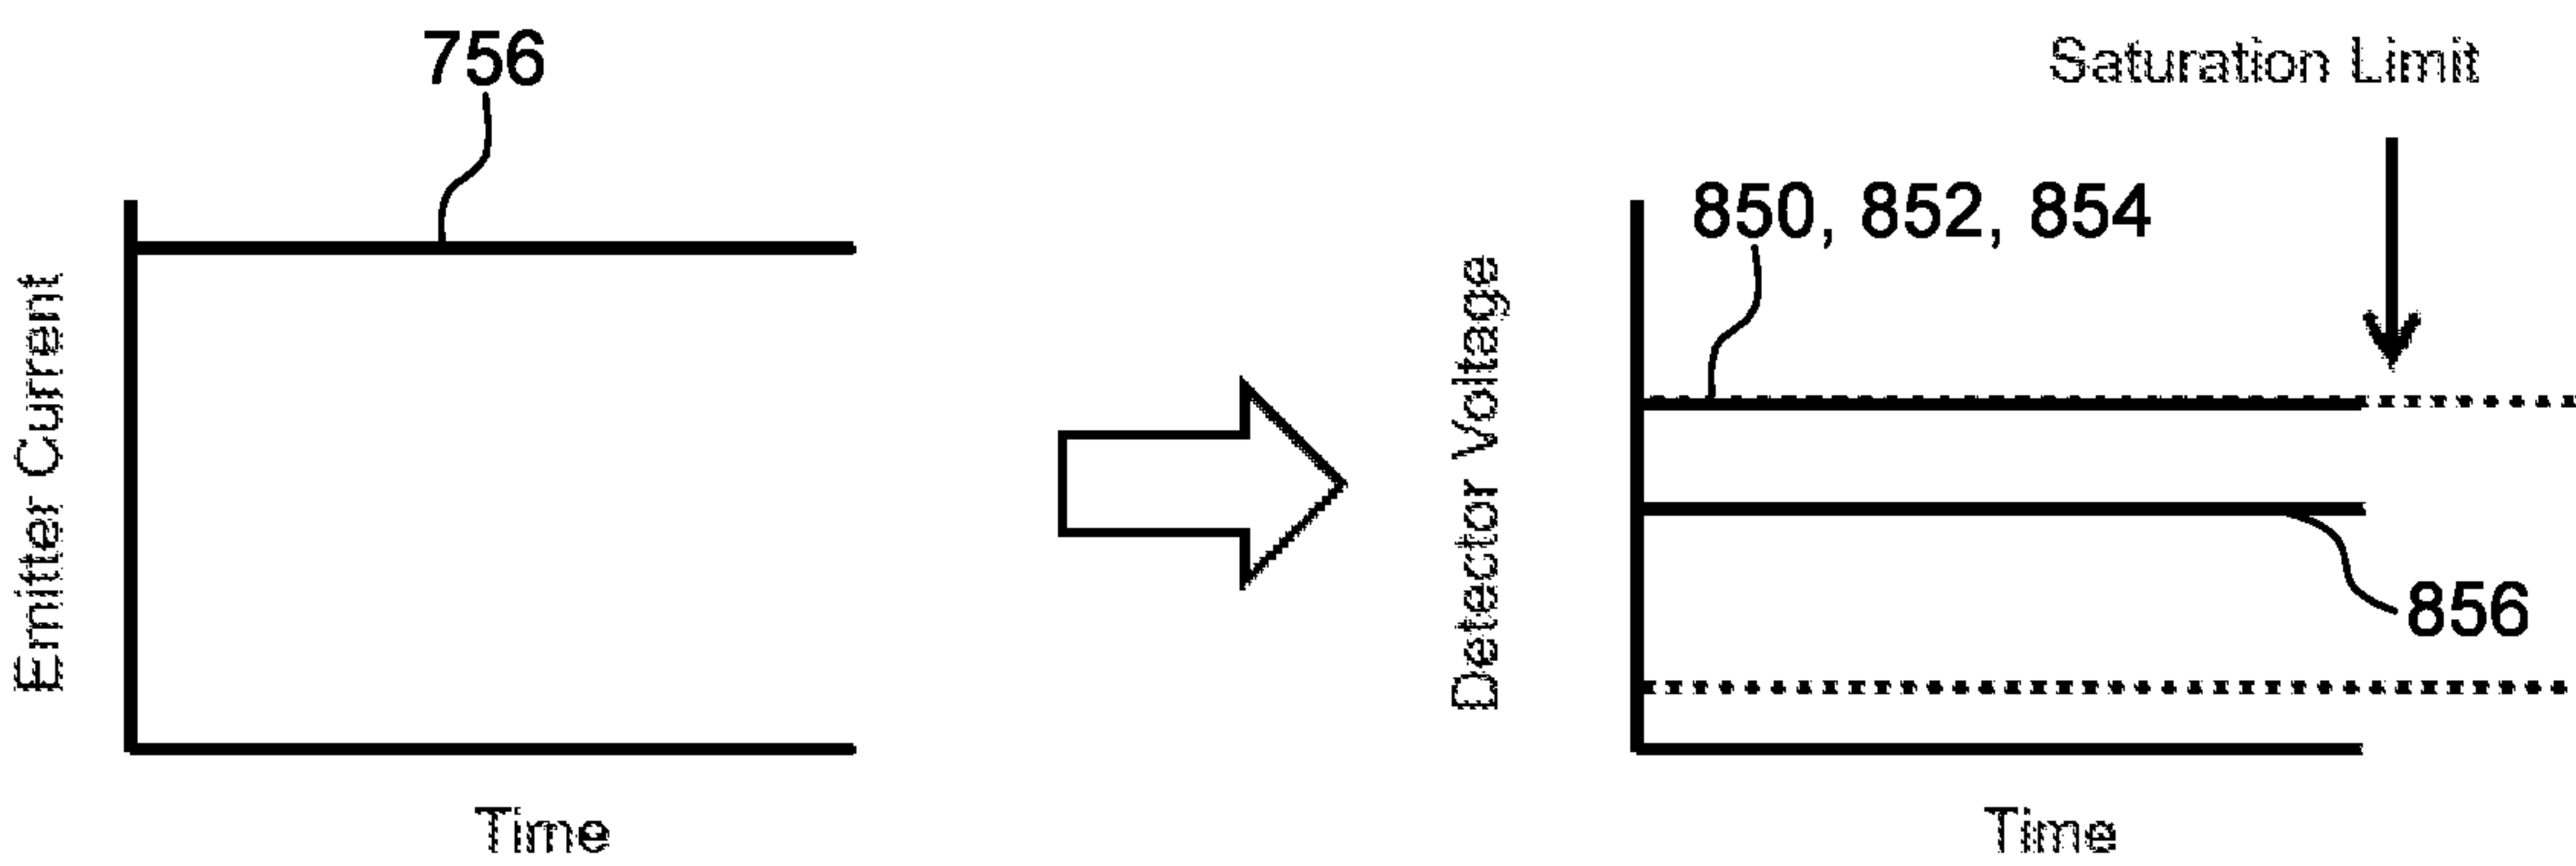 756
Emitter Current
Time
Saturation Limit
850, 852, 854
Detector Voltage
856
Time